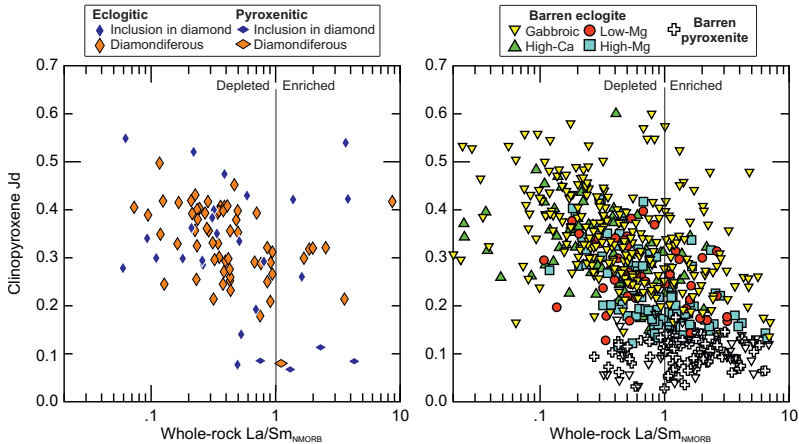 Eclogitic Pyroxenitic
Inclusion in diamond Inclusion in diamond
Diamondiferous Diamondiferous
Barren eclogite
Gabbroic Low-Mg
High-Ca High-Mg
Barren
pyroxenite
0.7
0.6
0.5
0.4
0.3
0.2
0.1
0.0
Clinopyroxene Jd
Depleted Enriched
.1 1 10
Whole-rock La/Sm NMORB
0.7
0.6
0.5
0.4
0.3
0.2
0.1
0.0
Depleted Enriched
.1 1 10
Whole-rock La/Sm NMORB